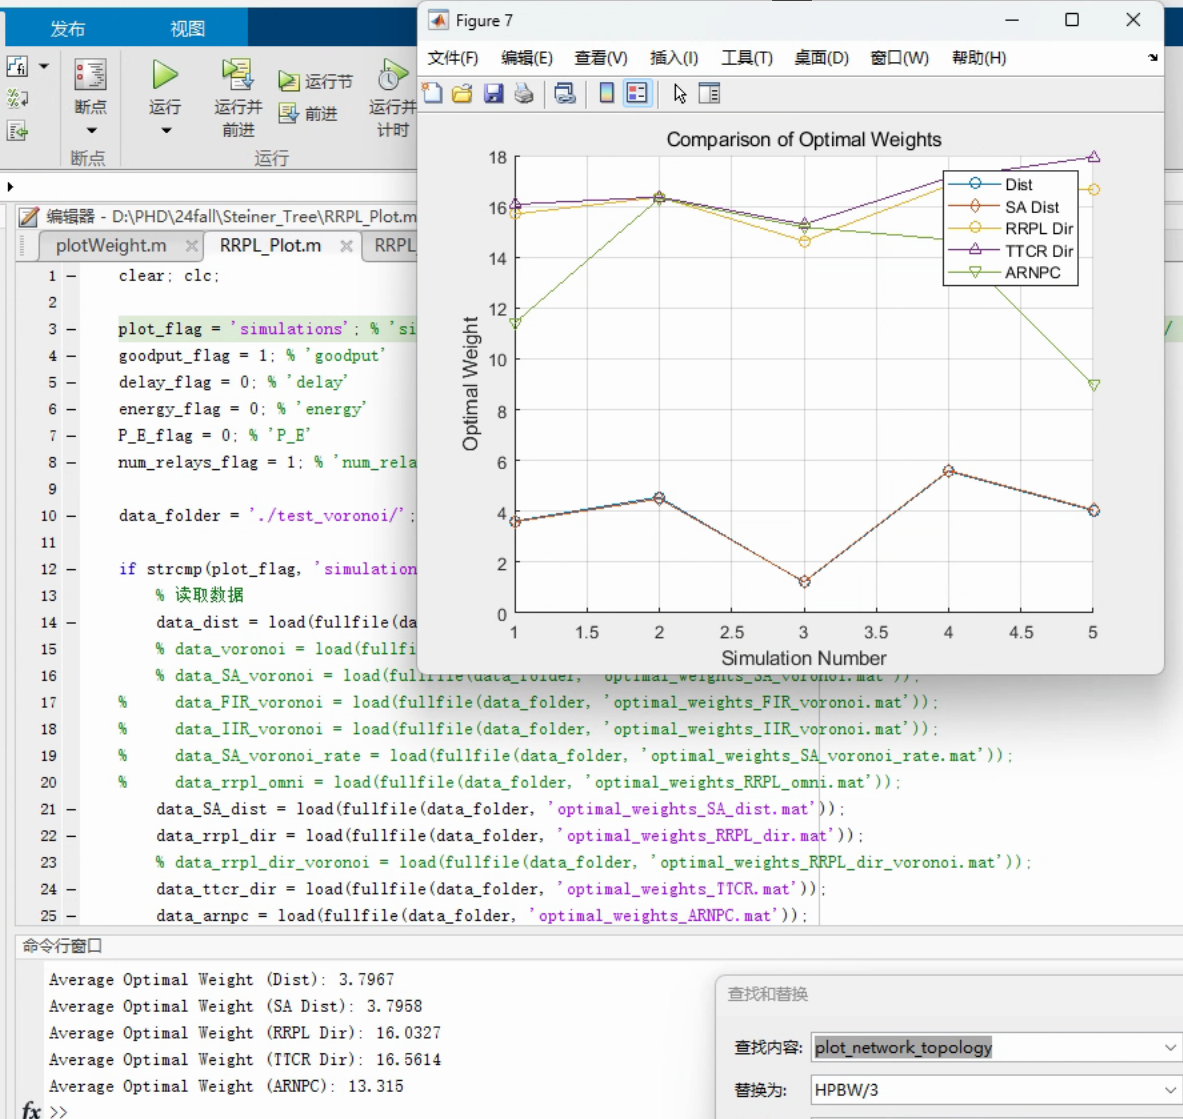 发布 视图
断点
运行
运行并
前进
运行节
前进
运行并
计时
断点
运行
Figure 7
文件(F) 编辑(E) 查看(V) 插入(I) 工具(T) 桌面(D) 窗口(W) 帮助(H)
Comparison of Optimal Weights
18
16
14
12
10
8
6
4
2
0
Optimal Weight
1 1.5 2 2.5 3 3.5 4 4.5 5
Simulation Number
Dist
SA Dist
RRPL Dir
TTCR Dir
ARNPC
编辑器 - D:\PHD\24fall\Steiner_Tree\RRPL_Plot.m
plotWeight.m RRPL_Plot.m RRPL
1 clear; clc;
2
3 plot_flag = 'simulations'; % 'si
4 goodput_flag = 1; % 'goodput'
5 delay_flag = 0; % 'delay'
6 energy_flag = 0; % 'energy'
7 P_E_flag = 0; % 'P_E'
8 num_relays_flag = 1; % 'num_rela
9
10 data_folder = './test_voronoi/';
11
12 if strcmp(plot_flag, 'simulation
13 % 读取数据
14 data_dist = load(fullfile(da
15 % data_voronoi = load(fullfi
16 % data_SA_voronoi = load(fullfile(data_folder, 'optimal_weights_SA_voronoi.mat'));
17 % data_FIR_voronoi = load(fullfile(data_folder, 'optimal_weights_FIR_voronoi.mat'));
18 % data_IIR_voronoi = load(fullfile(data_folder, 'optimal_weights_IIR_voronoi.mat'));
19 % data_SA_voronoi_rate = load(fullfile(data_folder, 'optimal_weights_SA_voronoi_rate.mat'));
20 % data_rrpl_omni = load(fullfile(data_folder, 'optimal_weights_RRPL_omni.mat'));
21 data_SA_dist = load(fullfile(data_folder, 'optimal_weights_SA_dist.mat'));
22 data_rrpl_dir = load(fullfile(data_folder, 'optimal_weights_RRPL_dir.mat'));
23 % data_rrpl_dir_voronoi = load(fullfile(data_folder, 'optimal_weights_RRPL_dir_voronoi.mat'));
24 data_ttcr_dir = load(fullfile(data_folder, 'optimal_weights_TTCR.mat'));
25 data_arnpc = load(fullfile(data_folder, 'optimal_weights_ARNPC.mat'));
命令行窗口
Average Optimal Weight (Dist): 3.7967
Average Optimal Weight (SA Dist): 3.7958
Average Optimal Weight (RRPL Dir): 16.0327
Average Optimal Weight (TTCR Dir): 16.5614
Average Optimal Weight (ARNPC): 13.315
fx >>
查找和替换
查找内容: plot_network_topology
替换为: HPBW/3